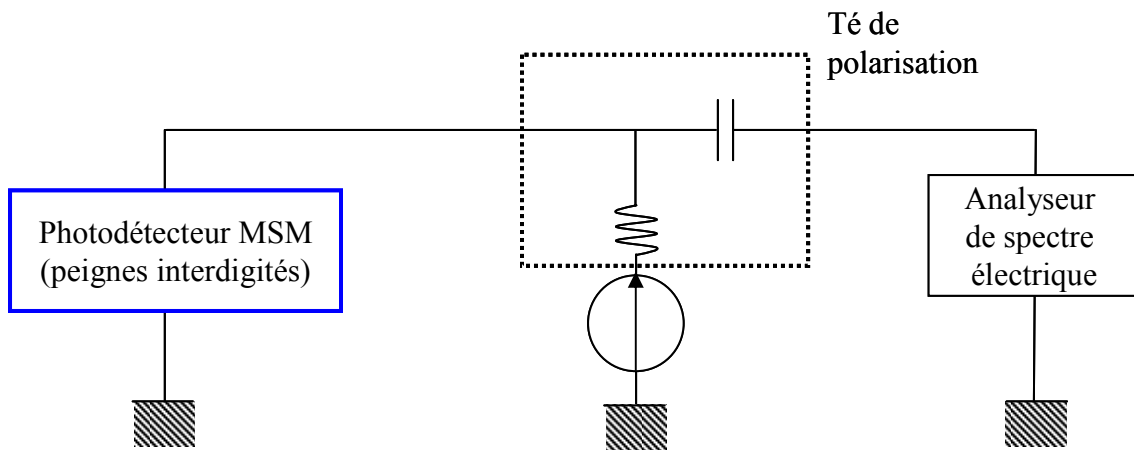 Té de
polarisation
Photodétecteur MSM
(peignes interdigités)
Analyseur
de spectre
électrique